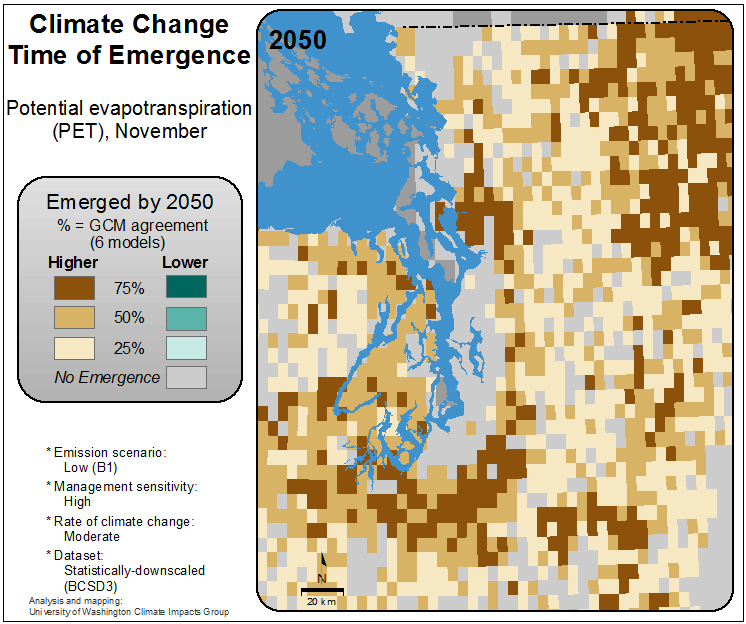 Climate Change
Time of Emergence
Potential evapotranspiration
(PET), November
Emerged by 2050
% = GCM agreement
(6 models)
Higher Lower
75%
50%
25%
No Emergence
* Emission scenario:
Low (B1)
* Management sensitivity:
High
* Rate of climate change:
Moderate
* Dataset:
Statistically-downscaled
(BCSD3)
Analysis and mapping:
University of Washington Climate Impacts Group
2050
N
20 km